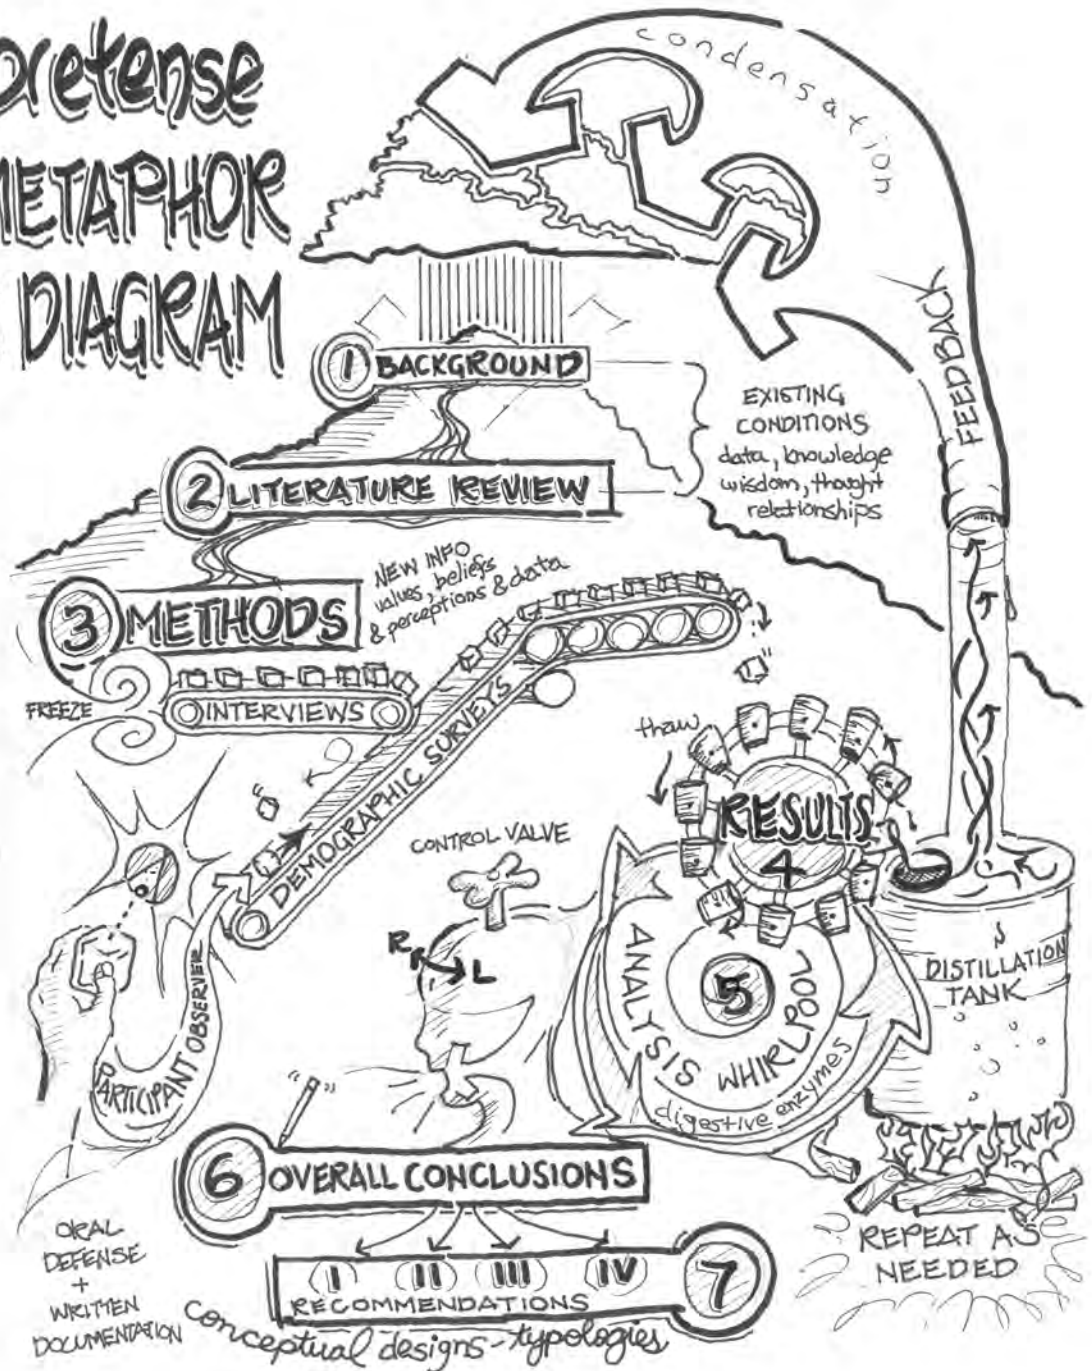 pretense
METAPHOR
DIAGRAM
condensation
FEEDBACK
1 BACKGROUND
EXISTING
CONDITIONS
data, knowledge
wisdom, thought
relationships
2 LITERATURE REVIEW
3 METHODS
NEW INFO
values, beliefs
& perceptions & data
FREEZE
INTERVIEWS
DEMOGRAPHIC SURVEYS
thaw
RESULTS
4
CONTROL VALVE
R L
ANALYSIS WHIRLPOOL
5
digestive enzymes
DISTILLATION
TANK
PARTICIPANT OBSERVER
6 OVERALL CONCLUSIONS
REPEAT AS
NEEDED
ORAL
DEFENSE
+
WRITTEN
DOCUMENTATION
I II III IV 7
RECOMMENDATIONS
conceptual designs - typologies